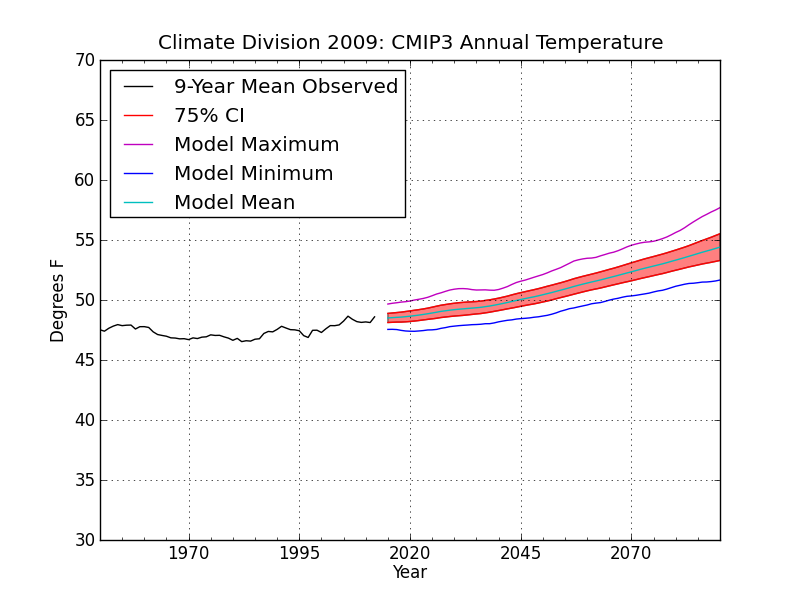 Climate Division 2009: CMIP3 Annual Temperature
70
65
60
55
50
45
40
35
30
Degrees F
9-Year Mean Observed
75% CI
Model Maximum
Model Minimum
Model Mean
1970 1995 2020 2045 2070
Year